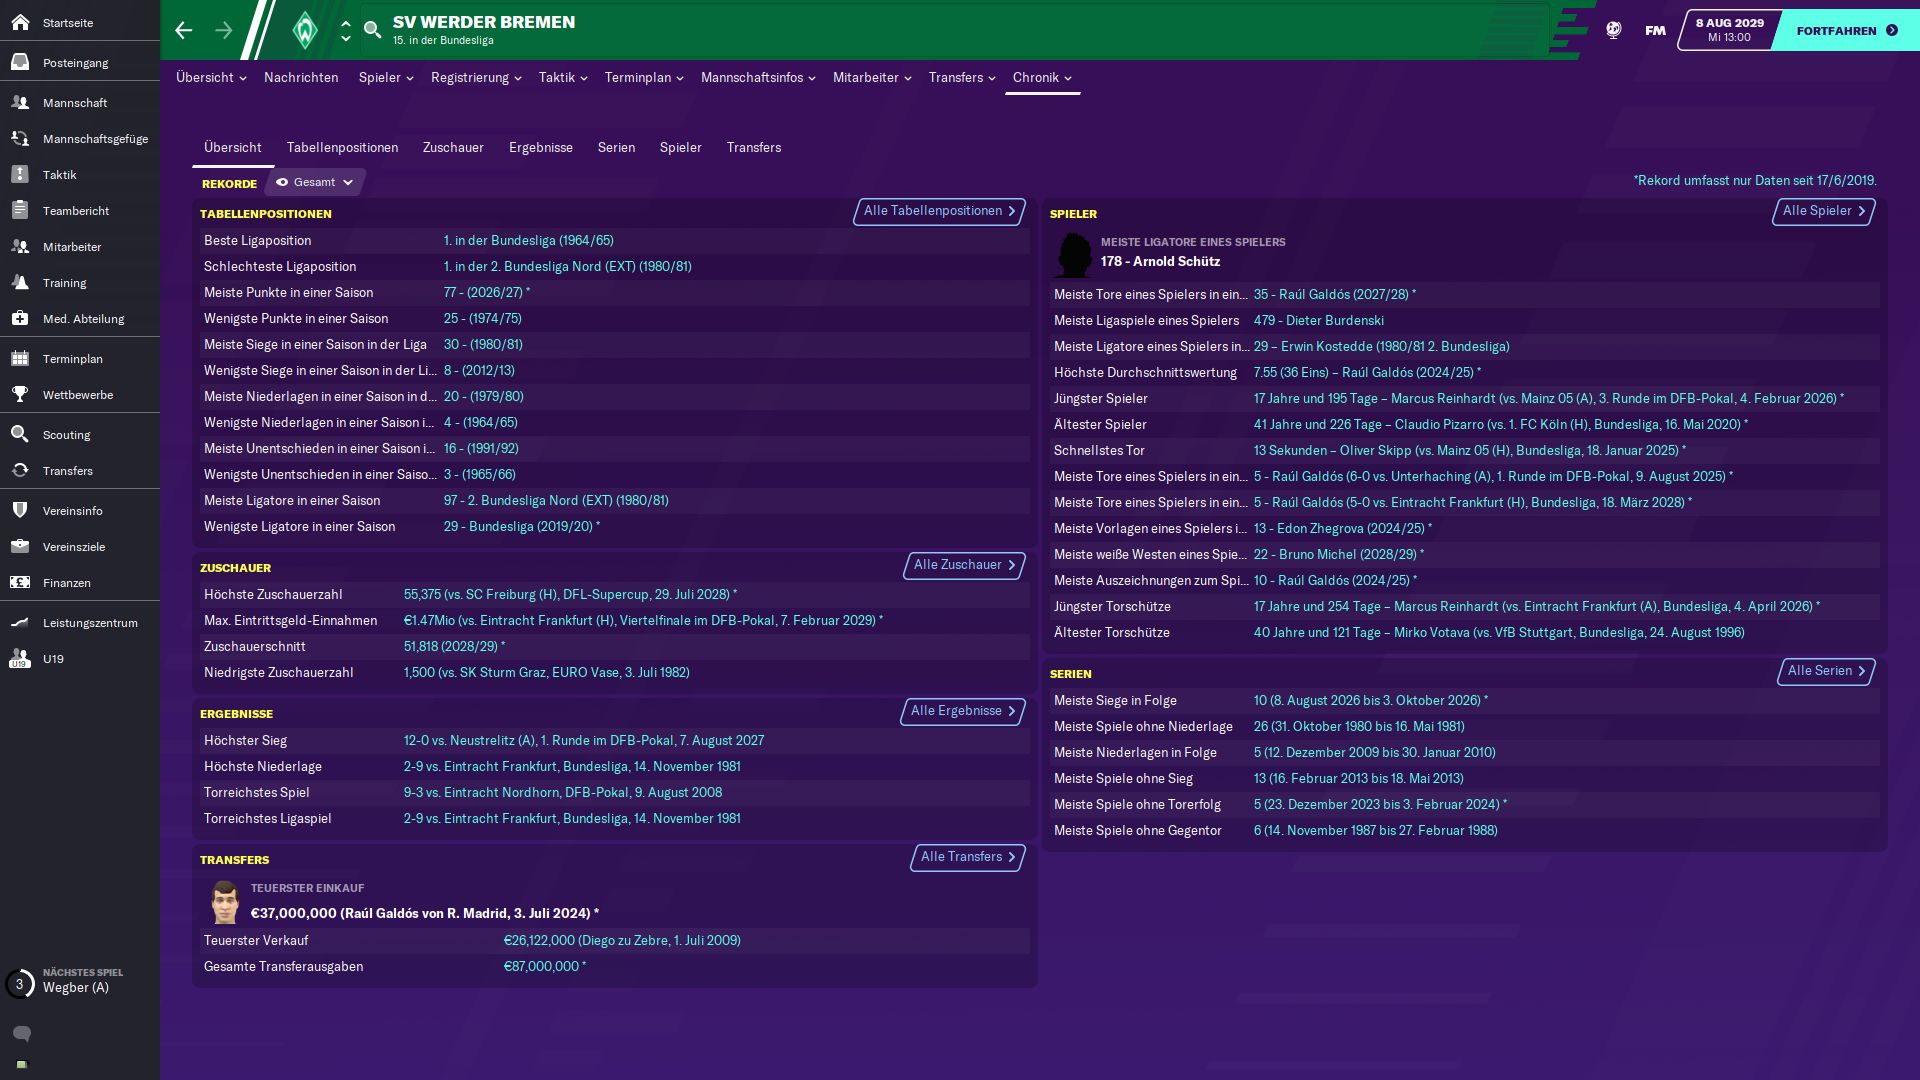 Startseite
Posteingang
Mannschaft
Mannschaftsgefüge
Taktik
Teambericht
Mitarbeiter
Training
Med. Abteilung
Terminplan
Wettbewerbe
Scouting
Transfers
Vereinsinfo
Vereinsziele
Finanzen
Leistungszentrum
U19
U19
NÄCHSTES SPIEL
3 Wegber (A)
SV WERDER BREMEN
15. in der Bundesliga
FM
8 AUG 2029
Mi 13:00
FORTFAHREN
Übersicht Nachrichten Spieler Registrierung Taktik Terminplan Mannschaftsinfos Mitarbeiter Transfers Chronik
Übersicht Tabellenpositionen Zuschauer Ergebnisse Serien Spieler Transfers
REKORDE Gesamt
*Rekord umfasst nur Daten seit 17/6/2019.
TABELLENPOSITIONEN Alle Tabellenpositionen
Beste Ligaposition 1. in der Bundesliga (1964/65)
Schlechteste Ligaposition 1. in der 2. Bundesliga Nord (EXT) (1980/81)
Meiste Punkte in einer Saison 77 - (2026/27) *
Wenigste Punkte in einer Saison 25 - (1974/75)
Meiste Siege in einer Saison in der Liga 30 - (1980/81)
Wenigste Siege in einer Saison in der Li... 8 - (2012/13)
Meiste Niederlagen in einer Saison in d... 20 - (1979/80)
Wenigste Niederlagen in einer Saison i... 4 - (1964/65)
Meiste Unentschieden in einer Saison i... 16 - (1991/92)
Wenigste Unentschieden in einer Saiso... 3 - (1965/66)
Meiste Ligatore in einer Saison 97 - 2. Bundesliga Nord (EXT) (1980/81)
Wenigste Ligatore in einer Saison 29 - Bundesliga (2019/20) *
ZUSCHAUER Alle Zuschauer
Höchste Zuschauerzahl 55,375 (vs. SC Freiburg (H), DFL-Supercup, 29. Juli 2028) *
Max. Eintrittsgeld-Einnahmen €1.47Mio (vs. Eintracht Frankfurt (H), Viertelfinale im DFB-Pokal, 7. Februar 2029) *
Zuschauerschnitt 51,818 (2028/29) *
Niedrigste Zuschauerzahl 1,500 (vs. SK Sturm Graz, EURO Vase, 3. Juli 1982)
ERGEBNISSE Alle Ergebnisse
Höchster Sieg 12-0 vs. Neustrelitz (A), 1. Runde im DFB-Pokal, 7. August 2027
Höchste Niederlage 2-9 vs. Eintracht Frankfurt, Bundesliga, 14. November 1981
Torreichstes Spiel 9-3 vs. Eintracht Nordhorn, DFB-Pokal, 9. August 2008
Torreichstes Ligaspiel 2-9 vs. Eintracht Frankfurt, Bundesliga, 14. November 1981
TRANSFERS Alle Transfers
TEUERSTER EINKAUF
€37,000,000 (Raúl Galdós von R. Madrid, 3. Juli 2024) *
Teuerster Verkauf €26,122,000 (Diego zu Zebre, 1. Juli 2009)
Gesamte Transferausgaben €87,000,000 *
SPIELER Alle Spieler
MEISTE LIGATORE EINES SPIELERS
178 - Arnold Schütz
Meiste Tore eines Spielers in ein... 35 - Raúl Galdós (2027/28) *
Meiste Ligaspiele eines Spielers 479 - Dieter Burdenski
Meiste Ligatore eines Spielers in... 29 – Erwin Kostedde (1980/81 2. Bundesliga)
Höchste Durchschnittswertung 7.55 (36 Eins) – Raúl Galdós (2024/25) *
Jüngster Spieler 17 Jahre und 195 Tage – Marcus Reinhardt (vs. Mainz 05 (A), 3. Runde im DFB-Pokal, 4. Februar 2026) *
Ältester Spieler 41 Jahre und 226 Tage – Claudio Pizarro (vs. 1. FC Köln (H), Bundesliga, 16. Mai 2020) *
Schnellstes Tor 13 Sekunden – Oliver Skipp (vs. Mainz 05 (H), Bundesliga, 18. Januar 2025) *
Meiste Tore eines Spielers in ein... 5 - Raúl Galdós (6-0 vs. Unterhaching (A), 1. Runde im DFB-Pokal, 9. August 2025) *
Meiste Tore eines Spielers in ein... 5 - Raúl Galdós (5-0 vs. Eintracht Frankfurt (H), Bundesliga, 18. März 2028) *
Meiste Vorlagen eines Spielers i... 13 - Edon Zhegrova (2024/25) *
Meiste weiße Westen eines Spie... 22 - Bruno Michel (2028/29) *
Meiste Auszeichnungen zum Spi... 10 - Raúl Galdós (2024/25) *
Jüngster Torschütze 17 Jahre und 254 Tage – Marcus Reinhardt (vs. Eintracht Frankfurt (A), Bundesliga, 4. April 2026) *
Ältester Torschütze 40 Jahre und 121 Tage – Mirko Votava (vs. VfB Stuttgart, Bundesliga, 24. August 1996)
SERIEN Alle Serien
Meiste Siege in Folge 10 (8. August 2026 bis 3. Oktober 2026) *
Meiste Spiele ohne Niederlage 26 (31. Oktober 1980 bis 16. Mai 1981)
Meiste Niederlagen in Folge 5 (12. Dezember 2009 bis 30. Januar 2010)
Meiste Spiele ohne Sieg 13 (16. Februar 2013 bis 18. Mai 2013)
Meiste Spiele ohne Torerfolg 5 (23. Dezember 2023 bis 3. Februar 2024) *
Meiste Spiele ohne Gegentor 6 (14. November 1987 bis 27. Februar 1988)